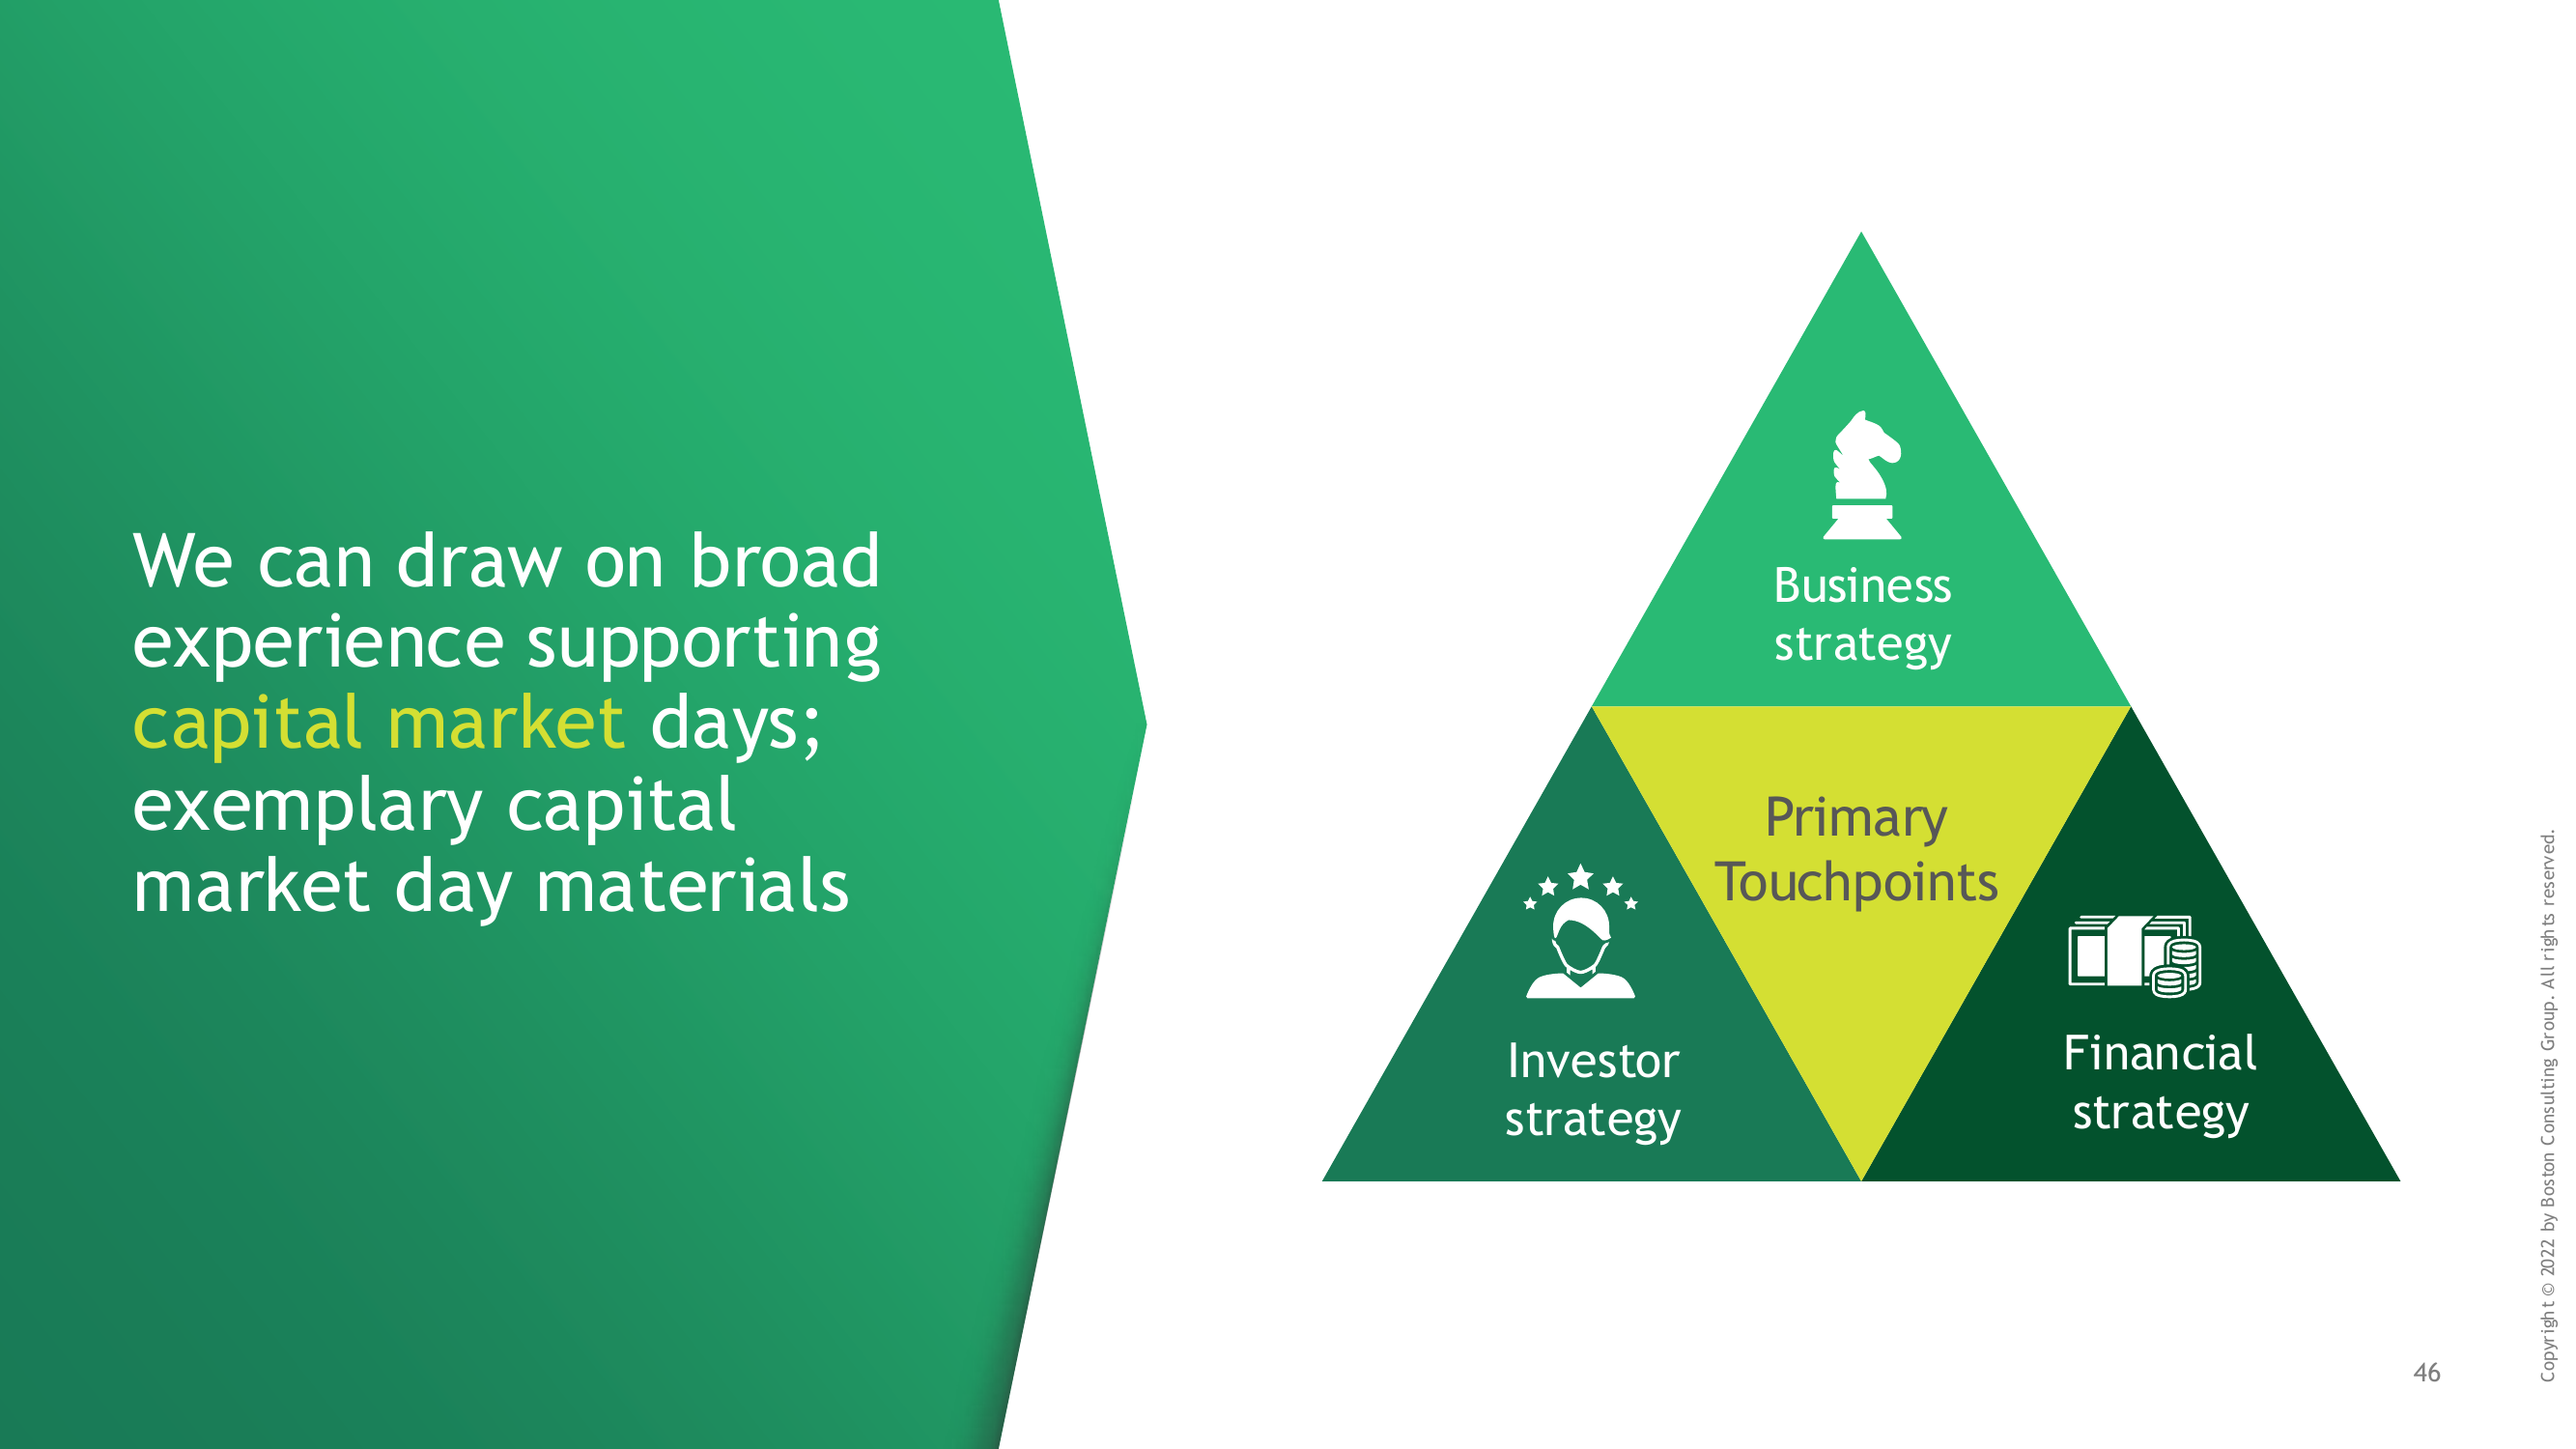 We can draw on broad
experience supporting
capital market days;
exemplary capital
market day materials
Business
strategy
Primary
Touchpoints
Investor
strategy
Financial
strategy
46
Copyright © 2022 by Boston Consulting Group. All rights reserved.